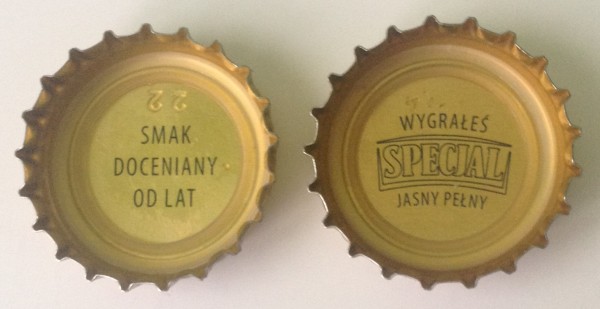 22
SMAK
DOCENIANY
OD LAT
WYGRAŁEŚ
SPECJAL
JASNY PEŁNY